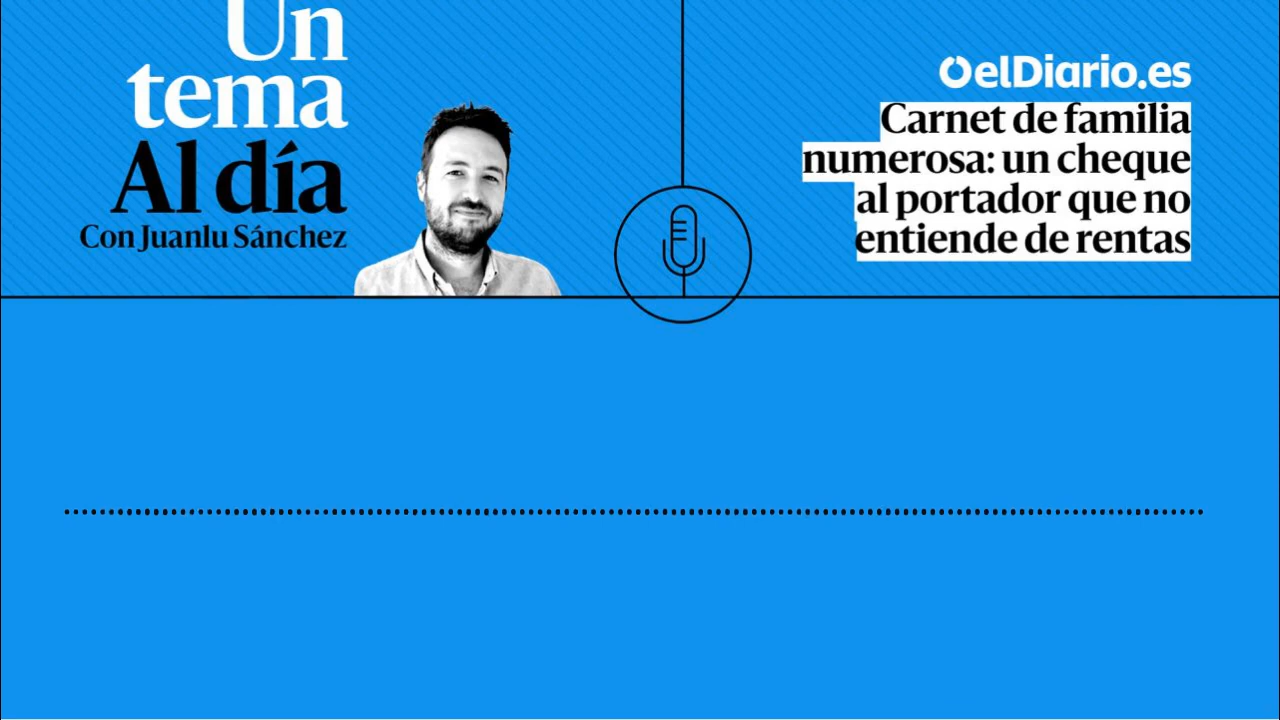 Un
tema
Al día
Con Juanlu Sánchez
elDiario.es
Carnet de familia
numerosa: un cheque
al portador que no
entiende de rentas